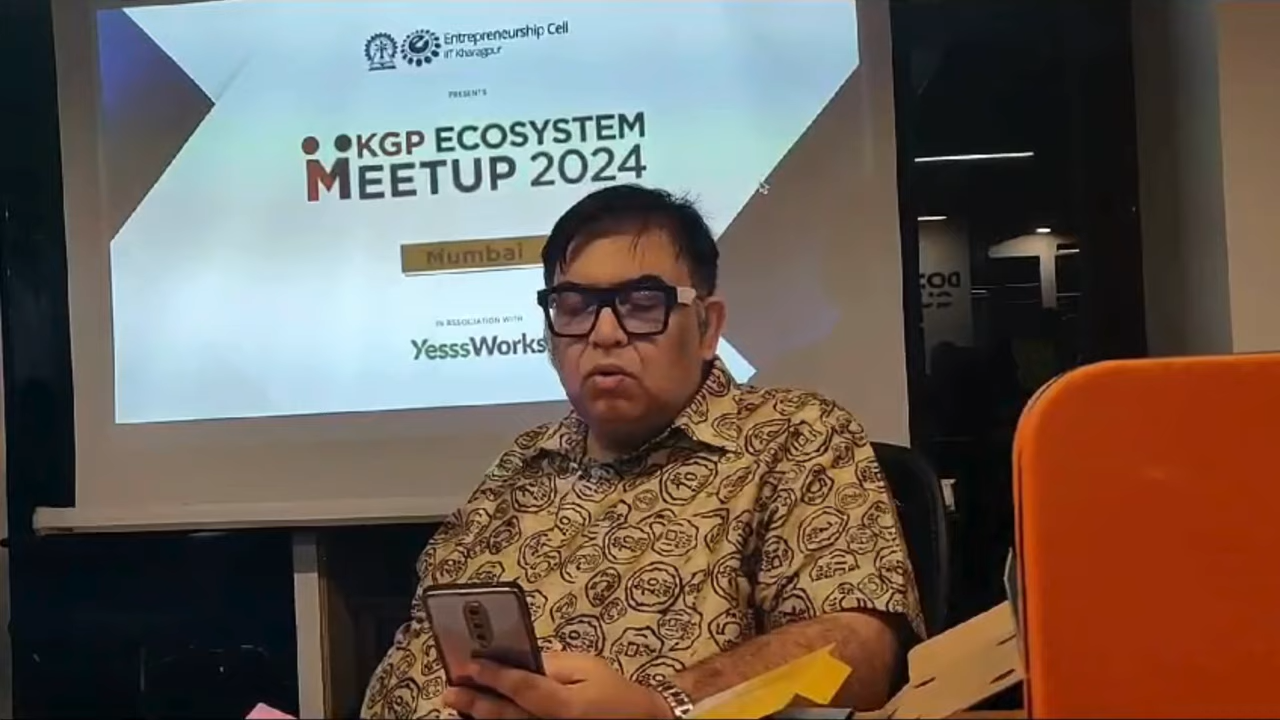 Entrepreneurship Cell
IIT Kharagpur
PRESENTS
KGP ECOSYSTEM
MEETUP 2024
Mumbai
IN ASSOCIATION WITH
YesssWorks